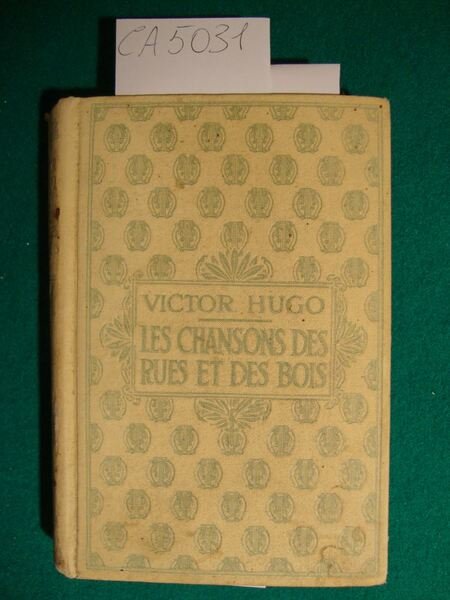 CA5031
VICTOR HUGO
LES CHANSONS DES
RUES ET DES BOIS